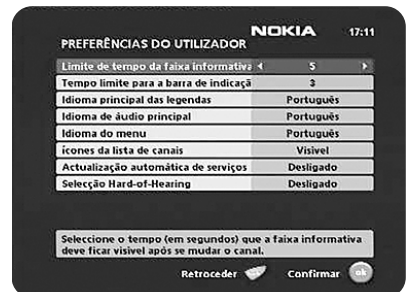 NOKIA 17:11
PREFERÊNCIAS DO UTILIZADOR
Limite de tempo da faixa informativa 5
Tempo limite para a barra de indicaçã 3
Idioma principal das legendas Português
Idioma de áudio principal Português
Idioma do menu Português
ícones da lista de canais Visivel
Actualização automática de serviços Desligado
Selecção Hard-of-Hearing Desligado
Seleccione o tempo (em segundos) que a faixa informativa
deve ficar visivel após se mudar o canal.
Retroceder Confirmar ok